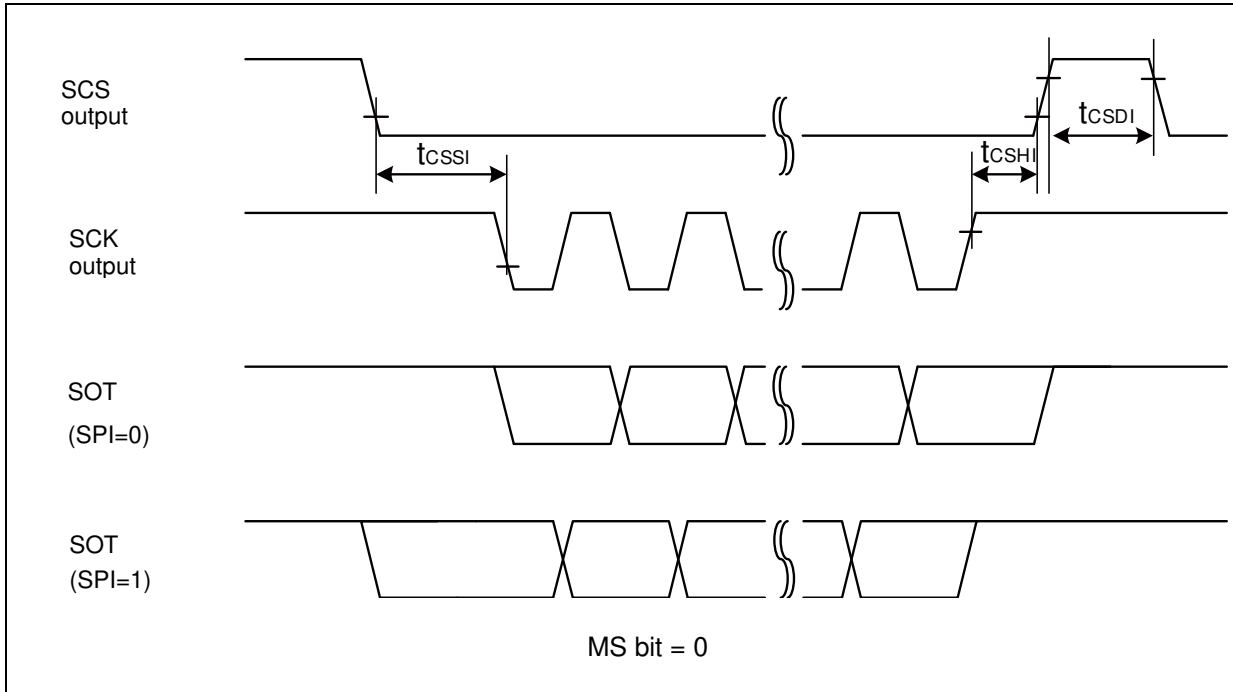 SCS
output
tCSSI
tCSHI
tCSDI
SCK
output
SOT
(SPI=0)
SOT
(SPI=1)
MS bit = 0